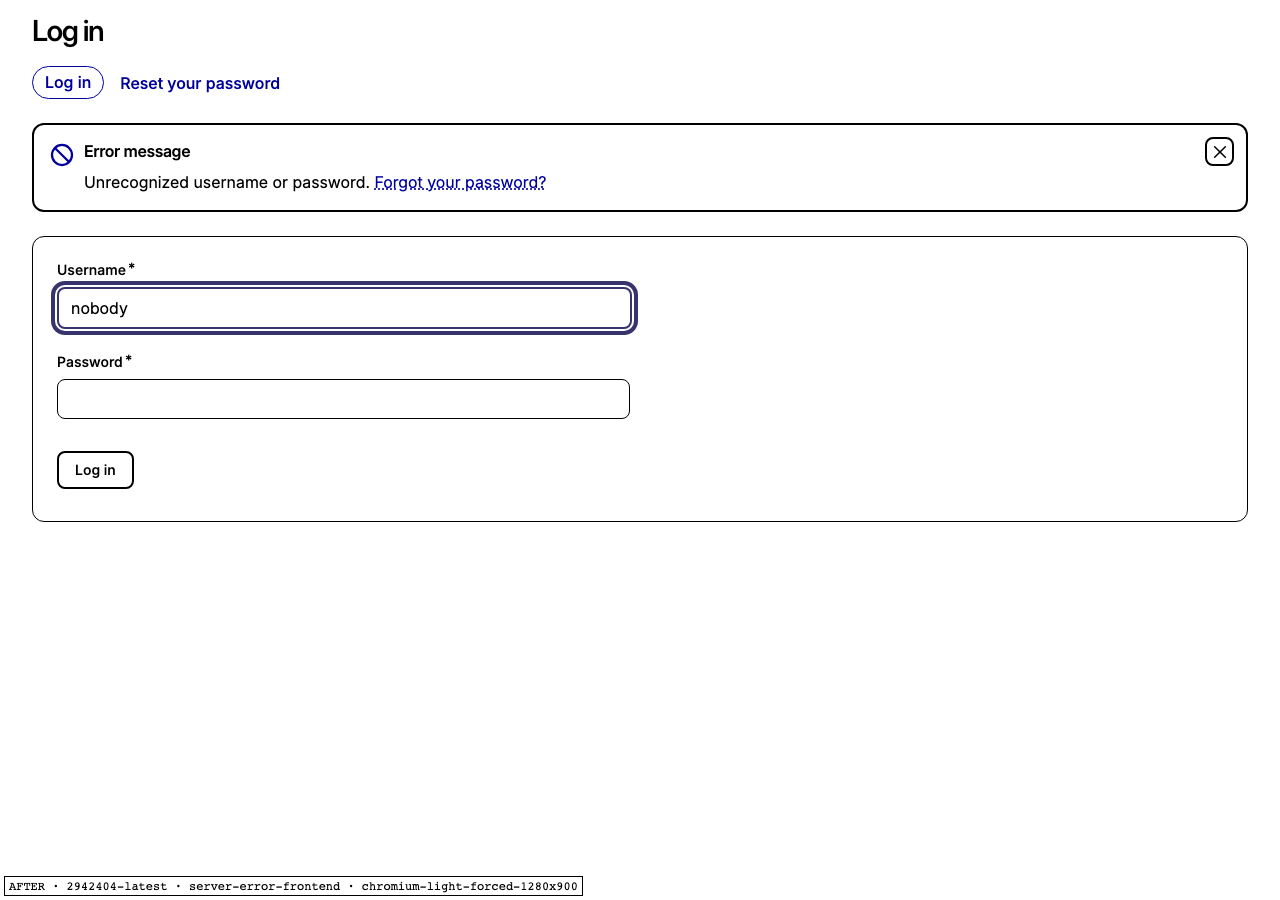 Log in
Log in Reset your password
Error message
Unrecognized username or password. Forgot your password?
Username*
nobody
Password*
Log in
AFTER · 2942404-latest · server-error-frontend · chromium-light-forced-1280x900